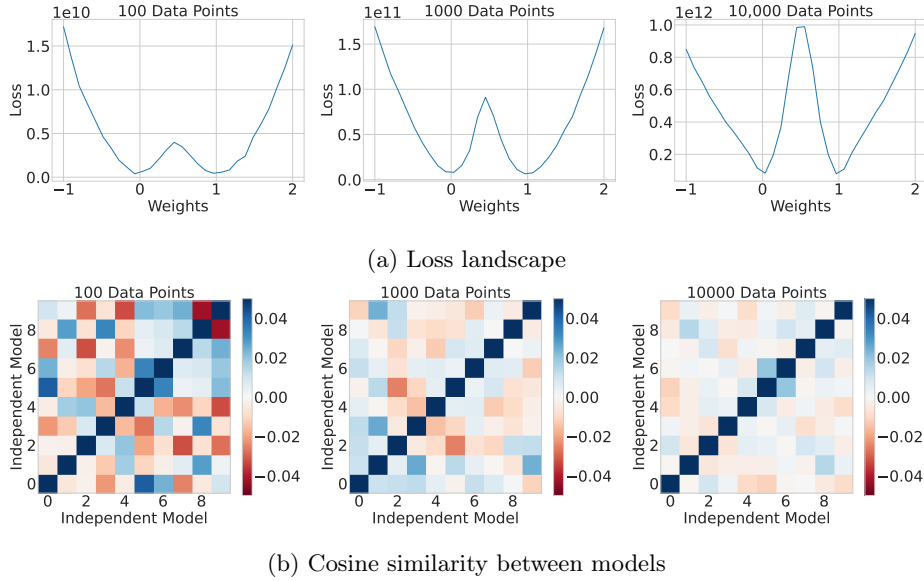 1e10 100 Data Points
1.5
1.0
0.5
0.0
Loss
−1 0 1 2
Weights
1e11 1000 Data Points
1.5
1.0
0.5
0.0
Loss
−1 0 1 2
Weights
1e12 10,000 Data Points
1.0
0.8
0.6
0.4
0.2
Loss
−1 0 1 2
Weights
(a) Loss landscape
100 Data Points
8
6
4
2
0
Independent Model
0 2 4 6 8
Independent Model
0.04
0.02
0.00
−0.02
−0.04
1000 Data Points
8
6
4
2
0
Independent Model
0 2 4 6 8
Independent Model
0.04
0.02
0.00
−0.02
−0.04
10000 Data Points
8
6
4
2
0
Independent Model
0 2 4 6 8
Independent Model
0.04
0.02
0.00
−0.02
−0.04
(b) Cosine similarity between models